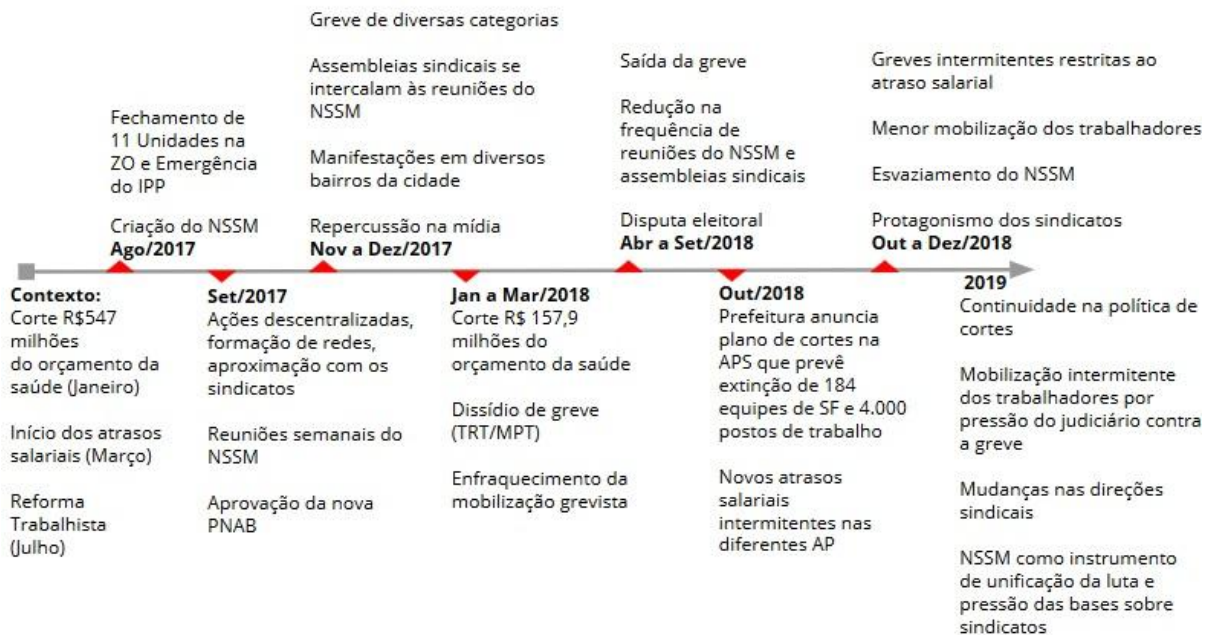 Fechamento de
11 Unidades na
ZO e Emergência
do IPP
Criação do NSSM
Ago/2017
Greve de diversas categorias
Assembleias sindicais se
intercalam às reuniões do
NSSM
Manifestações em diversos
bairros da cidade
Repercussão na mídia
Nov a Dez/2017
Saída da greve
Redução na
frequência de
reuniões do NSSM e
assembleias sindicais
Disputa eleitoral
Abr a Set/2018
Greves intermitentes restritas ao
atraso salarial
Menor mobilização dos trabalhadores
Esvaziamento do NSSM
Protagonismo dos sindicatos
Out a Dez/2018
Contexto:
Corte R$547
milhões
do orçamento da
saúde (Janeiro)
Início dos atrasos
salariais (Março)
Reforma
Trabalhista
(Julho)
Set/2017
Ações descentralizadas,
formação de redes,
aproximação com os
sindicatos
Reuniões semanais do
NSSM
Aprovação da nova
PNAB
Jan a Mar/2018
Corte R$ 157,9
milhões do
orçamento da saúde
Dissídio de greve
(TRT/MPT)
Enfraquecimento da
mobilização grevista
Out/2018
Prefeitura anuncia
plano de cortes na
APS que prevê
extinção de 184
equipes de SF e 4.000
postos de trabalho
Novos atrasos
salariais
intermitentes nas
diferentes AP
2019
Continuidade na política de
cortes
Mobilização intermitente
dos trabalhadores por
pressão do judiciário contra
a greve
Mudanças nas direções
sindicais
NSSM como instrumento
de unificação da luta e
pressão das bases sobre
sindicatos